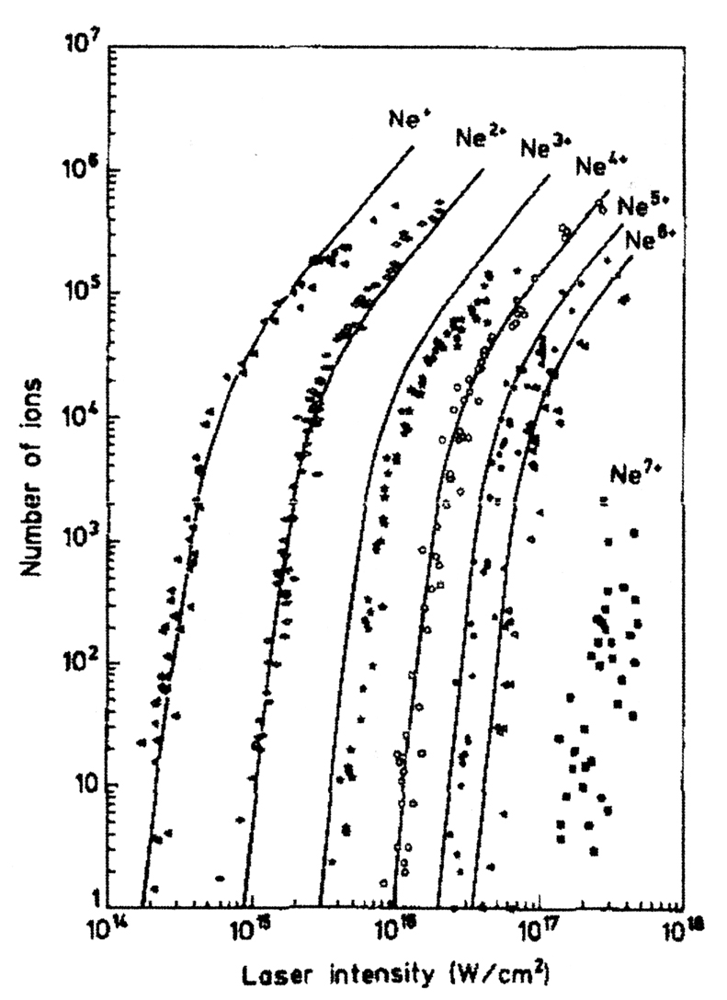 10⁷
10⁶
10⁵
10⁴
10³
10²
10
1
Number of ions
Ne⁺
Ne²⁺
Ne³⁺
Ne⁴⁺
Ne⁵⁺
Ne⁶⁺
Ne⁷⁺
10¹⁴ 10¹⁵ 10¹⁶ 10¹⁷ 10¹⁸
Laser intensity (W/cm²)